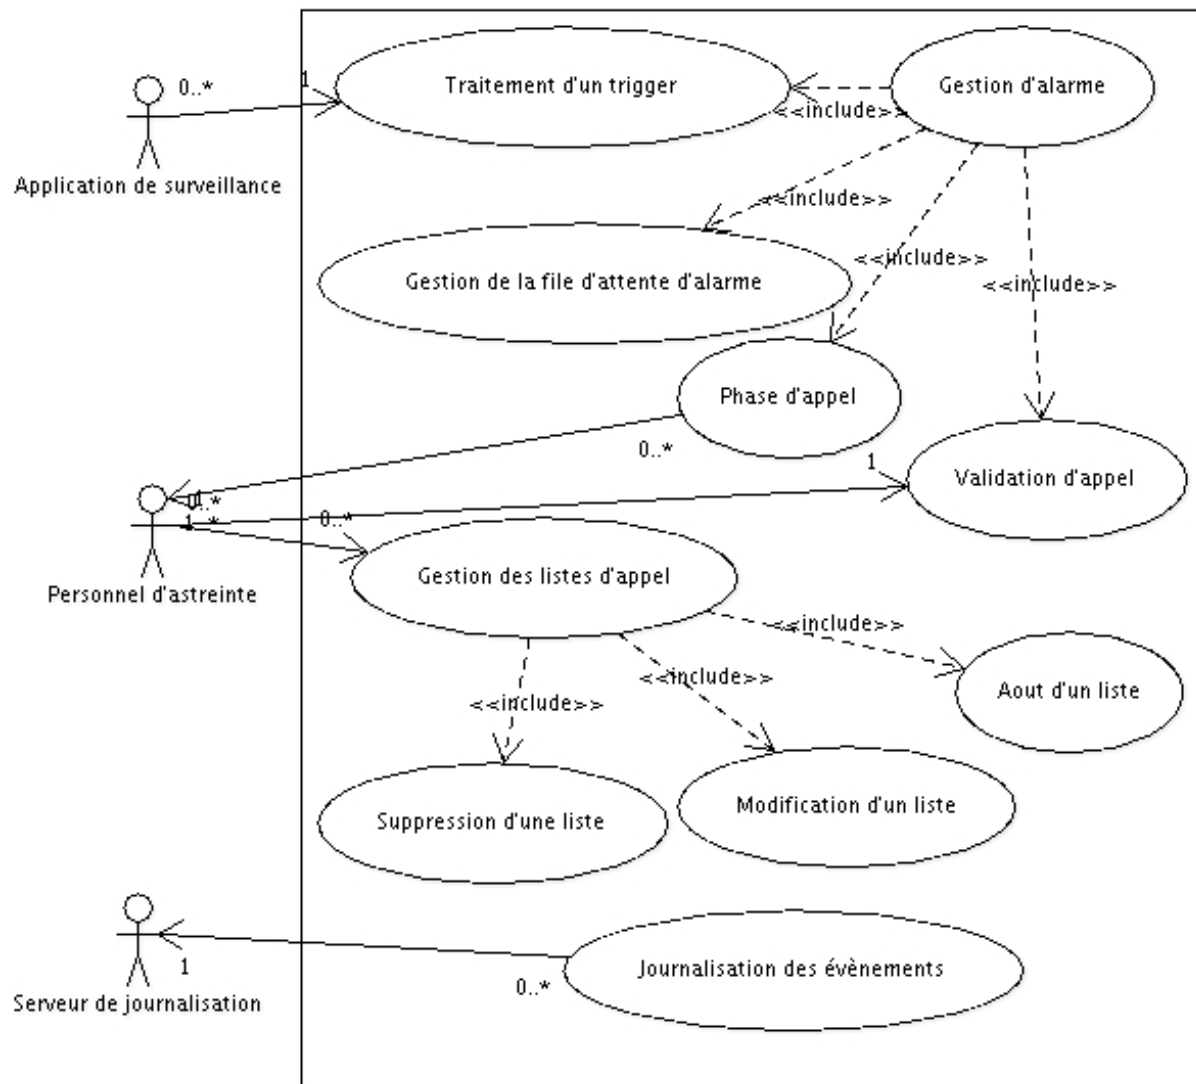 Traitement d'un trigger
Gestion d'alarme
0..*
1
<<include>>
Application de surveillance
<<include>>
<<include>>
Gestion de la file d'attente d'alarme
<<include>>
Phase d'appel
0..*
1
Validation d'appel
1..*
0..*
Gestion des listes d'appel
Personnel d'astreinte
<<include>>
<<include>>
<<include>>
Aout d'un liste
Suppression d'une liste
Modification d'un liste
1
0..*
Journalisation des évènements
Serveur de journalisation